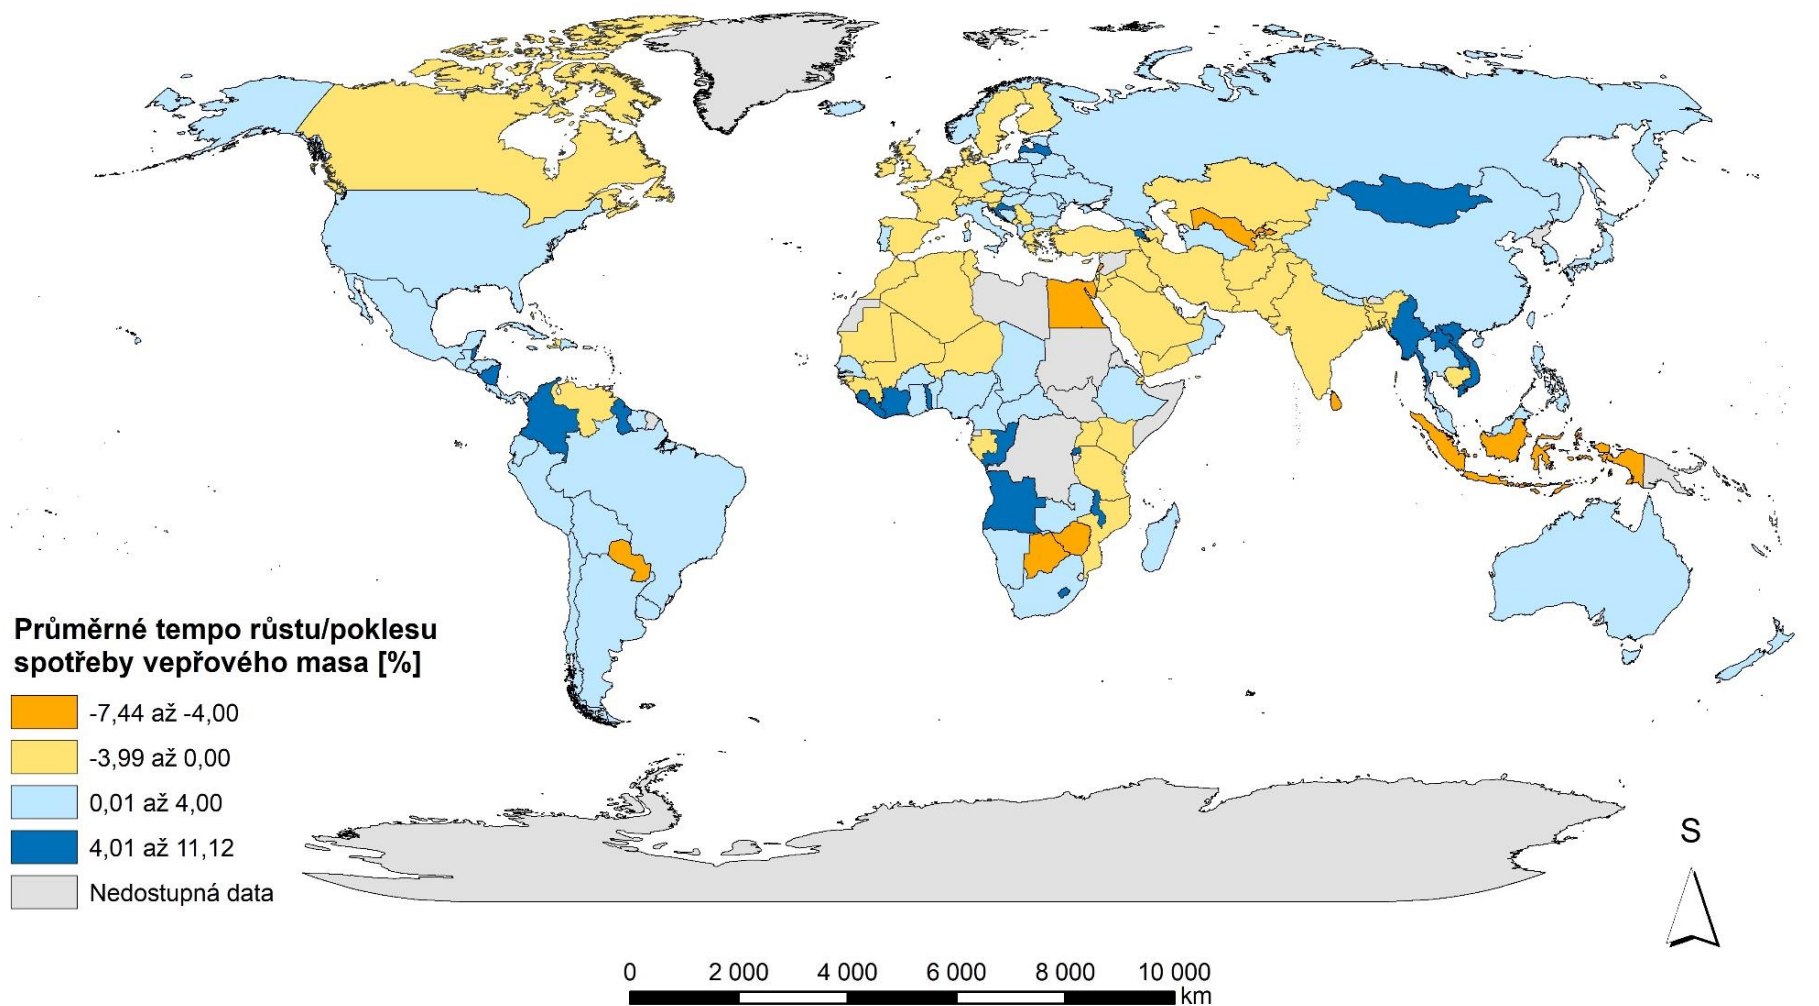 Průměrné tempo růstu/poklesu
spotřeby vepřového masa [%]
-7,44 až -4,00
-3,99 až 0,00
0,01 až 4,00
4,01 až 11,12
Nedostupná data
S
0 2 000 4 000 6 000 8 000 10 000
km